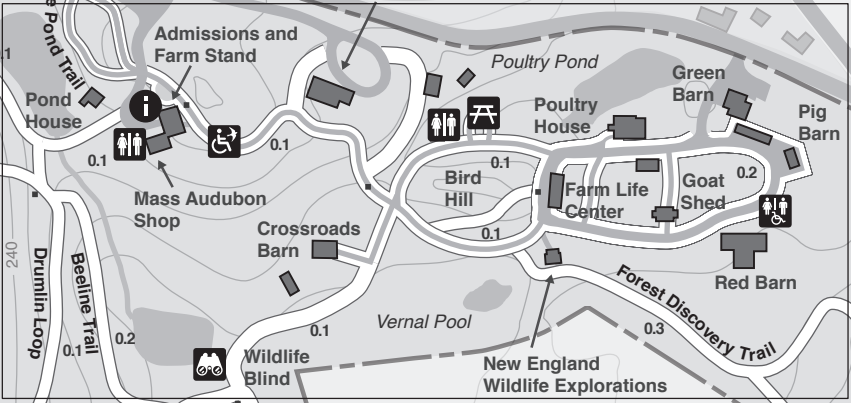 e Pond Trail
Admissions and
Farm Stand
.1
Pond
House
i
0.1
0.1
Mass Audubon
Shop
Poultry Pond
Poultry
House
Green
Barn
Pig
Barn
0.1
0.2
Bird
Hill
Farm Life
Center
Goat
Shed
0.1
Crossroads
Barn
Red Barn
240
Drumlin Loop
Beeline Trail
0.1
0.2
0.1
Vernal Pool
Wildlife
Blind
Forest Discovery Trail
0.3
New England
Wildlife Explorations